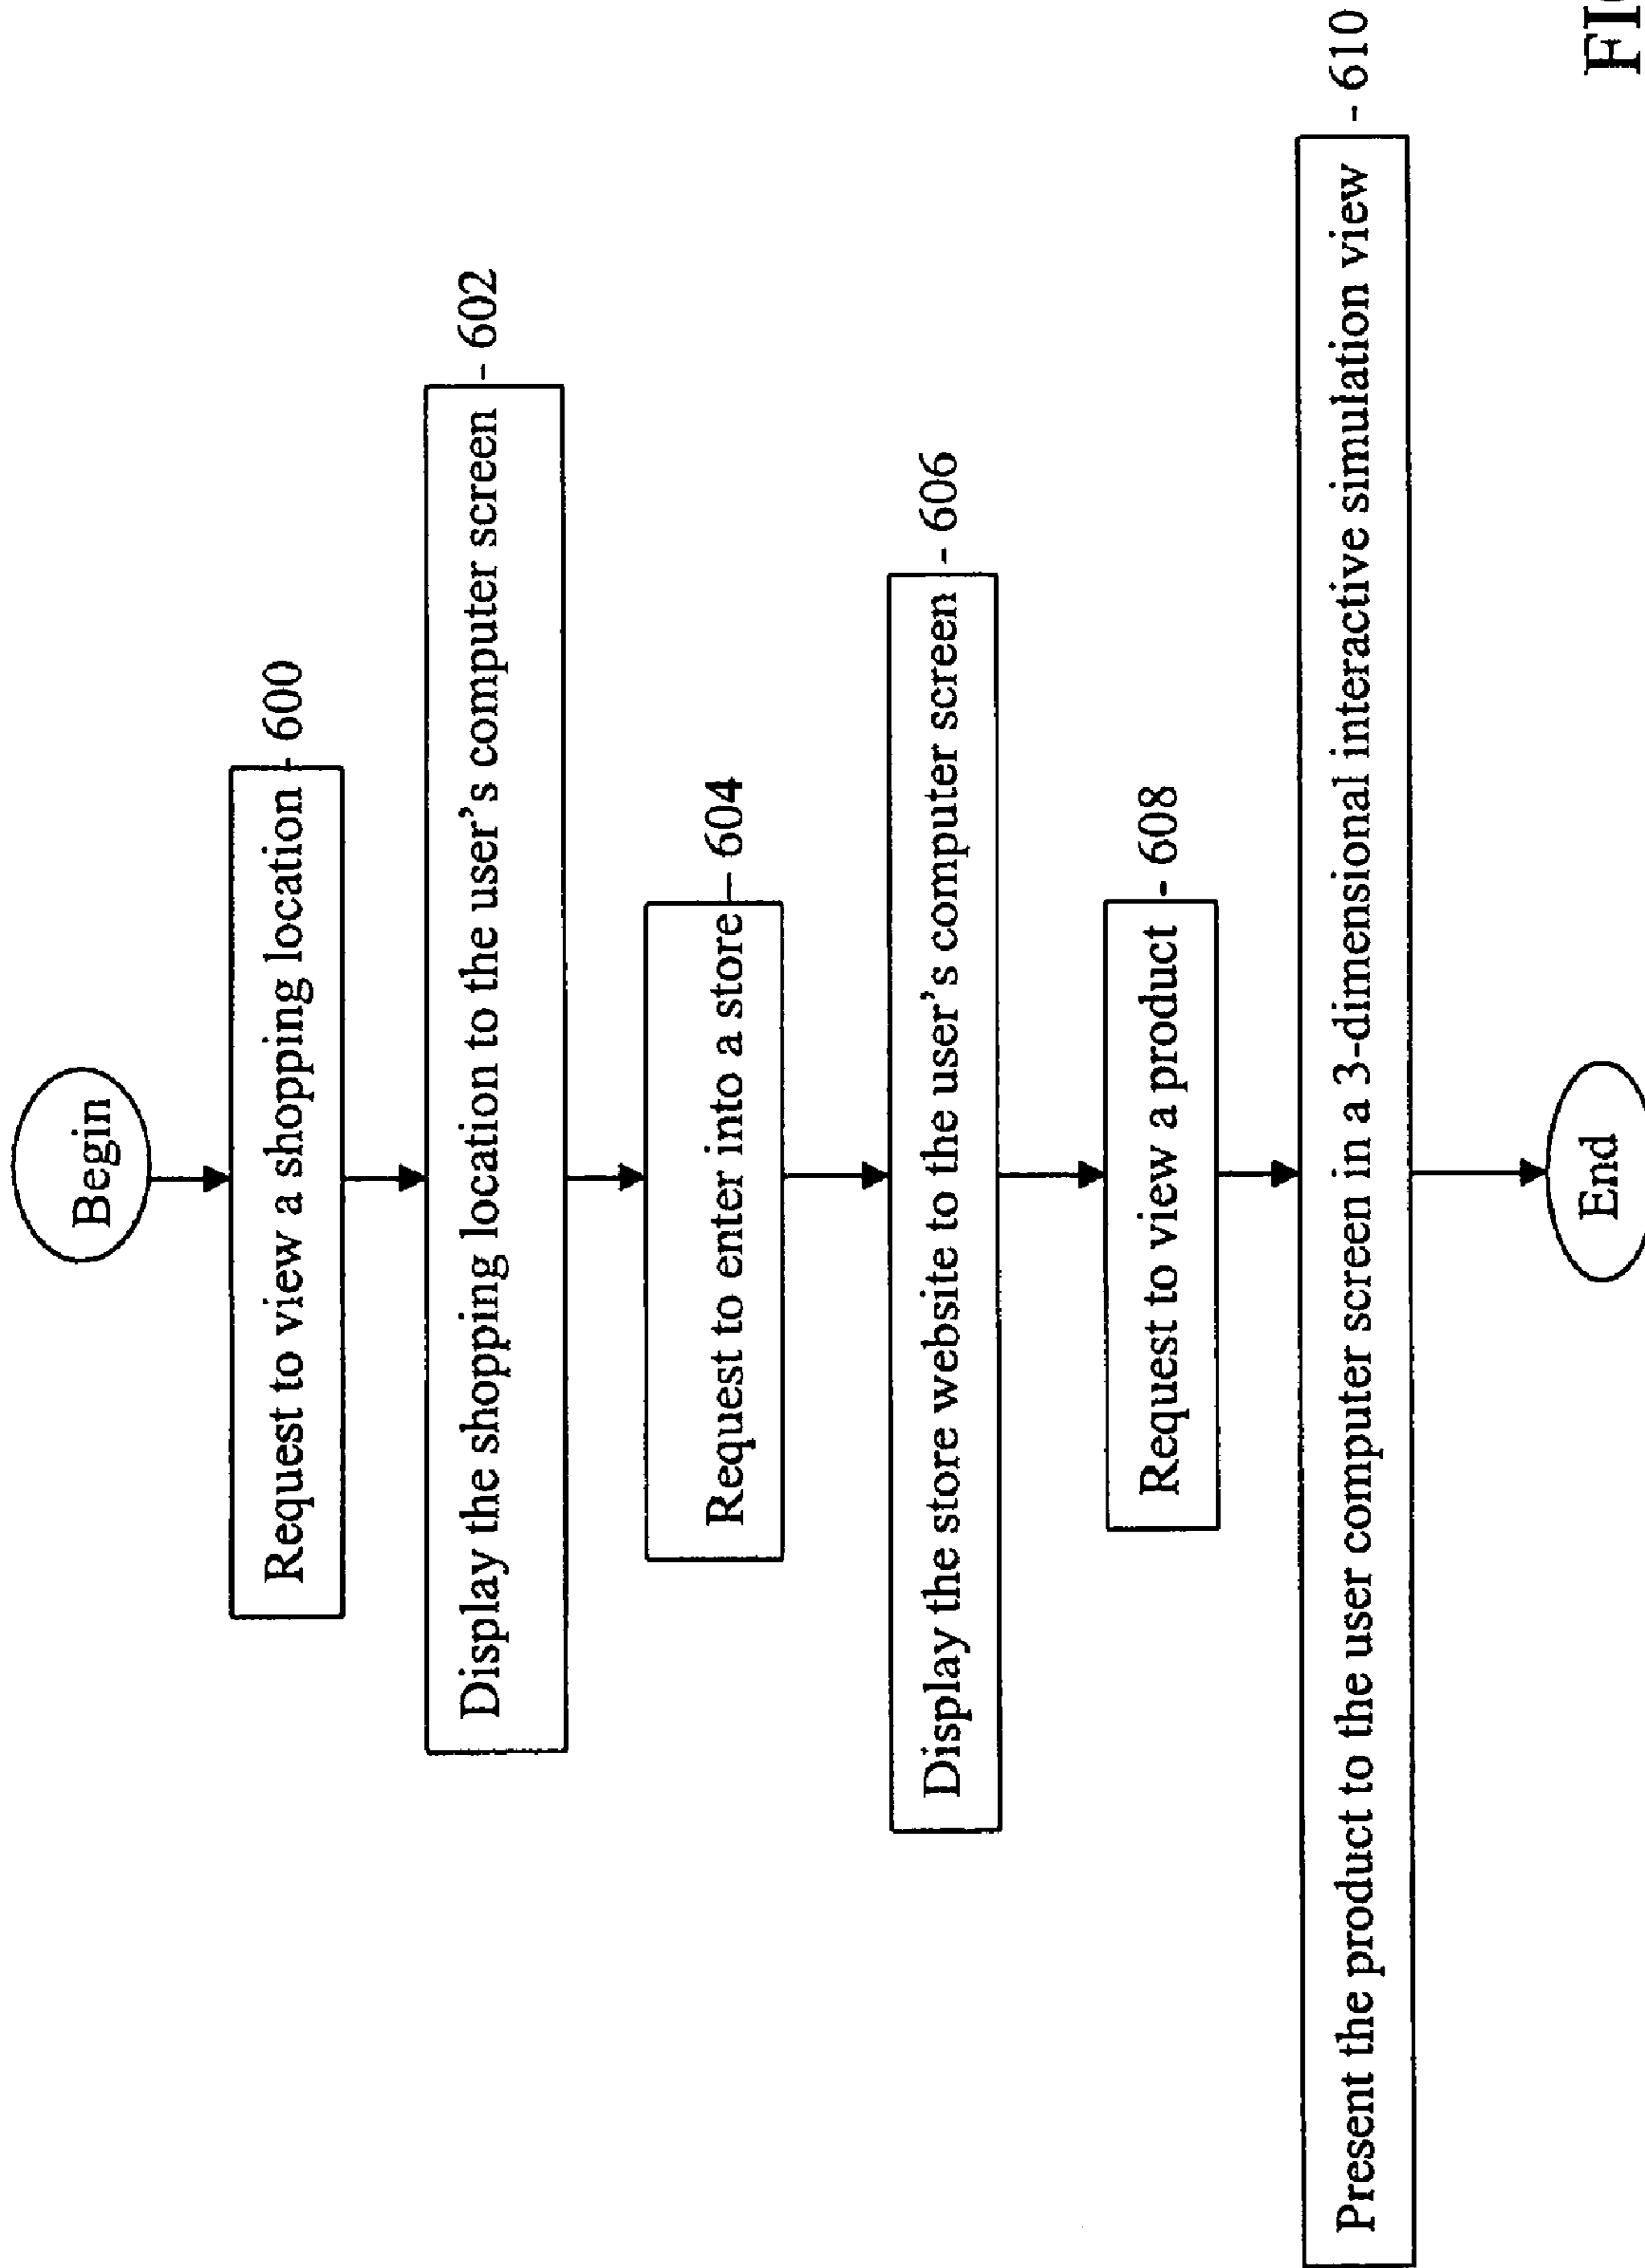 Begin
Request to view a shopping location - 600
Display the shopping location to the user's computer screen - 602
Request to enter into a store - 604
Display the store website to the user's computer screen - 606
Request to view a product - 608
Present the product to the user computer screen in a 3-dimensional interactive simulation view - 610
End